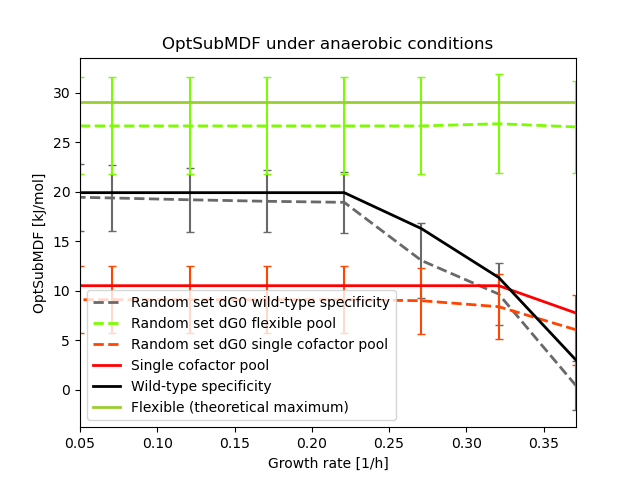 OptSubMDF under anaerobic conditions
OptSubMDF [kJ/mol]
30
25
20
15
10
5
0
Random set dG0 wild-type specificity
Random set dG0 flexible pool
Random set dG0 single cofactor pool
Single cofactor pool
Wild-type specificity
Flexible (theoretical maximum)
0.05 0.10 0.15 0.20 0.25 0.30 0.35
Growth rate [1/h]